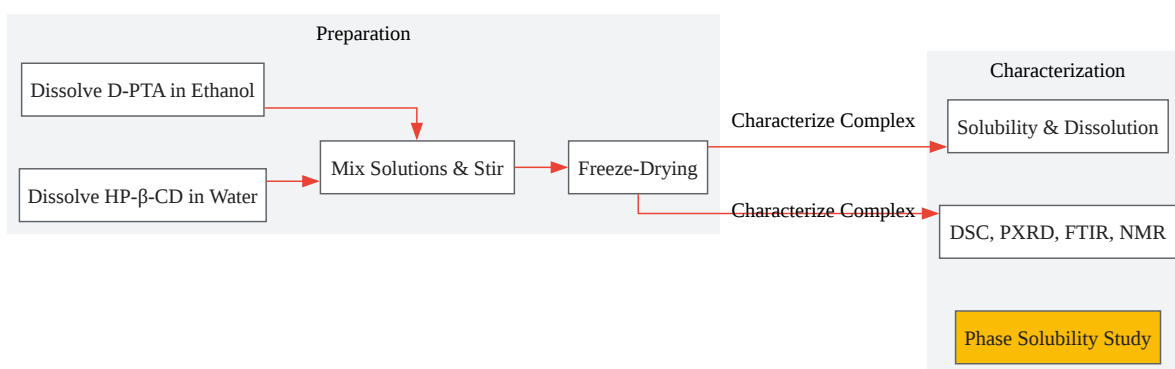 Preparation
Dissolve D-PTA in Ethanol
Dissolve HP-β-CD in Water
Mix Solutions & Stir
Freeze-Drying
Characterize Complex
Characterize Complex
Characterization
Solubility & Dissolution
DSC, PXRD, FTIR, NMR
Phase Solubility Study